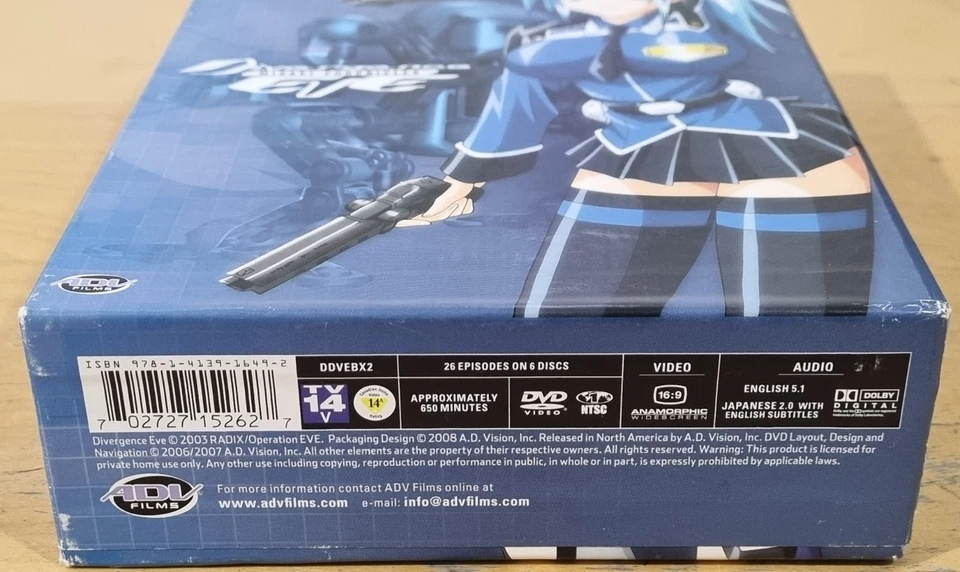 EVE
ADV
FILMS
ISBN 978-1-4139-1649-2
7 02727 15262 7
DDVEBX2
26 EPISODES ON 6 DISCS
VIDEO
AUDIO
TV
14
V
14A
APPROXIMATELY
650 MINUTES
DVD
VIDEO
NTSC
16:9
ANAMORPHIC
WIDESCREEN
ENGLISH 5.1
JAPANESE 2.0 WITH
ENGLISH SUBTITLES
DOLBY
DIGITAL
Divergence Eve © 2003 RADIX/Operation EVE. Packaging Design © 2008 A.D. Vision, Inc. Released in North America by A.D. Vision, Inc. DVD Layout, Design and
Navigation © 2006/2007 A.D. Vision, Inc. All other elements are the property of their respective owners. All rights reserved. Warning: This product is licensed for
private home use only. Any other use including copying, reproduction or performance in public, in whole or in part, is expressly prohibited by applicable laws.
ADV
FILMS
For more information contact ADV Films online at
www.advfilms.com e-mail: info@advfilms.com